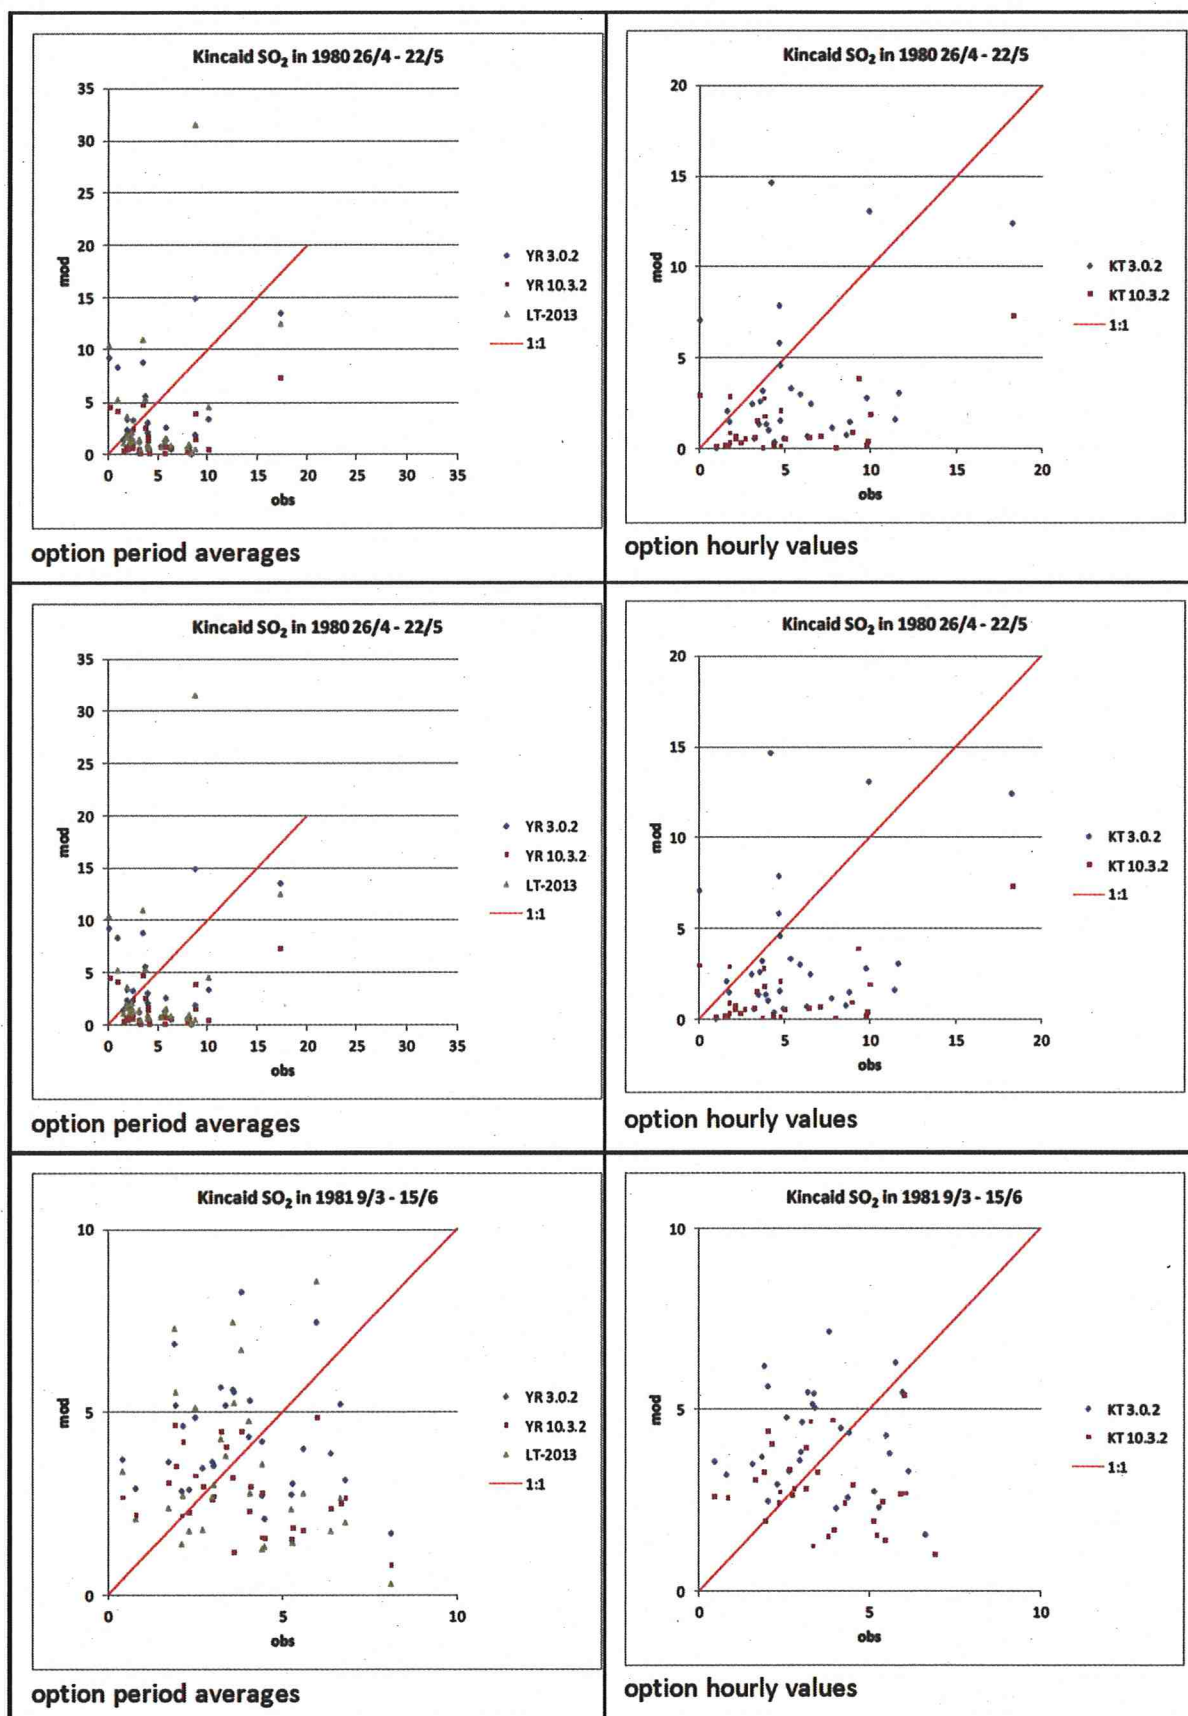 Kincaid SO2 in 1980 26/4 - 22/5
35
30
25
20
15
10
5
0
mod
0 5 10 15 20 25 30 35
obs
YR 3.0.2
YR 10.3.2
LT-2013
1:1
option period averages
Kincaid SO2 in 1980 26/4 - 22/5
20
15
10
5
0
mod
0 5 10 15 20
obs
KT 3.0.2
KT 10.3.2
1:1
option hourly values
Kincaid SO2 in 1980 26/4 - 22/5
35
30
25
20
15
10
5
0
mod
0 5 10 15 20 25 30 35
obs
YR 3.0.2
YR 10.3.2
LT-2013
1:1
option period averages
Kincaid SO2 in 1980 26/4 - 22/5
20
15
10
5
0
mod
0 5 10 15 20
obs
KT 3.0.2
KT 10.3.2
1:1
option hourly values
Kincaid SO2 in 1981 9/3 - 15/6
10
5
0
mod
0 5 10
obs
YR 3.0.2
YR 10.3.2
LT-2013
1:1
option period averages
Kincaid SO2 in 1981 9/3 - 15/6
10
5
0
mod
0 5 10
obs
KT 3.0.2
KT 10.3.2
1:1
option hourly values